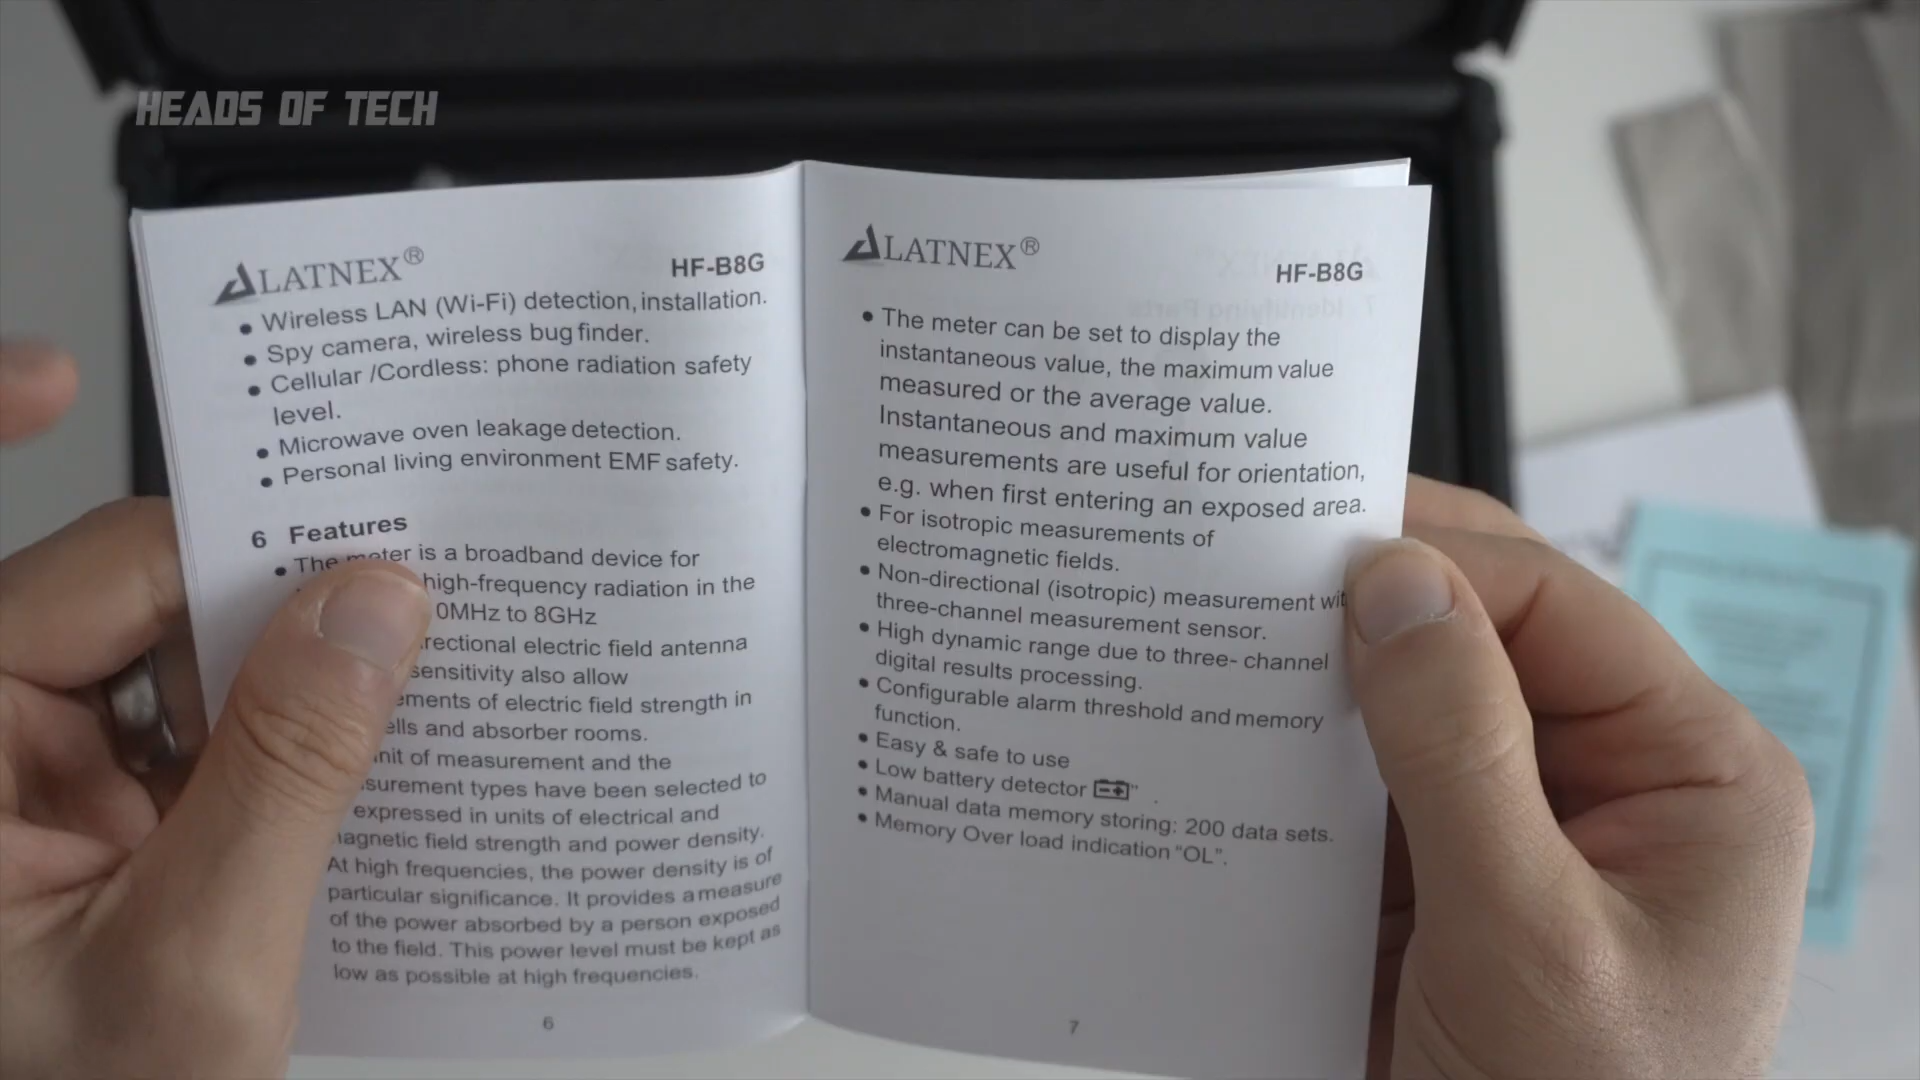 HEADS OF TECH
LATNEX®
HF-B8G
● Wireless LAN (Wi-Fi) detection, installation.
● Spy camera, wireless bug finder.
● Cellular /Cordless: phone radiation safety
level.
● Microwave oven leakage detection.
● Personal living environment EMF safety.
6 Features
● The meter is a broadband device for
high-frequency radiation in the
0MHz to 8GHz
electric field antenna
sensitivity also allow
of electric field strength in
and absorber rooms.
of measurement and the
types have been selected to
expressed in units of electrical and
field strength and power density.
At high frequencies, the power density is of
particular significance. It provides a measure
of the power absorbed by a person exposed
to the field. This power level must be kept as
low as possible at high frequencies.
6
LATNEX®
HF-B8G
● The meter can be set to display the
instantaneous value, the maximum value
measured or the average value.
Instantaneous and maximum value
measurements are useful for orientation,
e.g. when first entering an exposed area.
● For isotropic measurements of
electromagnetic fields.
● Non-directional (isotropic) measurement
three-channel measurement sensor.
● High dynamic range due to three- channel
digital results processing.
● Configurable alarm threshold and memory
function.
● Easy & safe to use
● Low battery detector " .
● Manual data memory storing: 200 data sets.
● Memory Over load indication "OL".
7